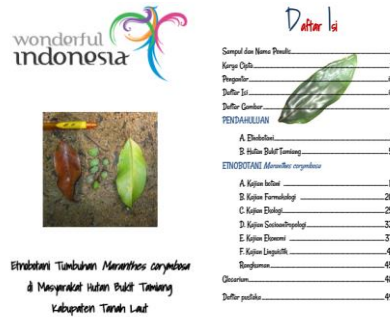 wonderful
indonesia
Etnobotani Tumbuhan Maranthes corymbosa
di Masyarakat Hutan Bukit Tamiang
Kabupaten Tanah Laut
Daftar Isi
Sampul dan Nama Penulis
Karya Cipta
Pengantar
Daftar Isi
Daftar Gambar
PENDAHULUAN
A. Etnobotani
B. Hutan Bukit Tamiang
ETNOBOTANI Maranthes corymbosa
A. Kajian botani
B. Kajian Farmakologi
C. Kajian Ekologi
D. Kajian Sosioantropologi
E. Kajian Ekonomi
F. Kajian Linguistik
Rangkuman
Glosarium
Daftar pustaka